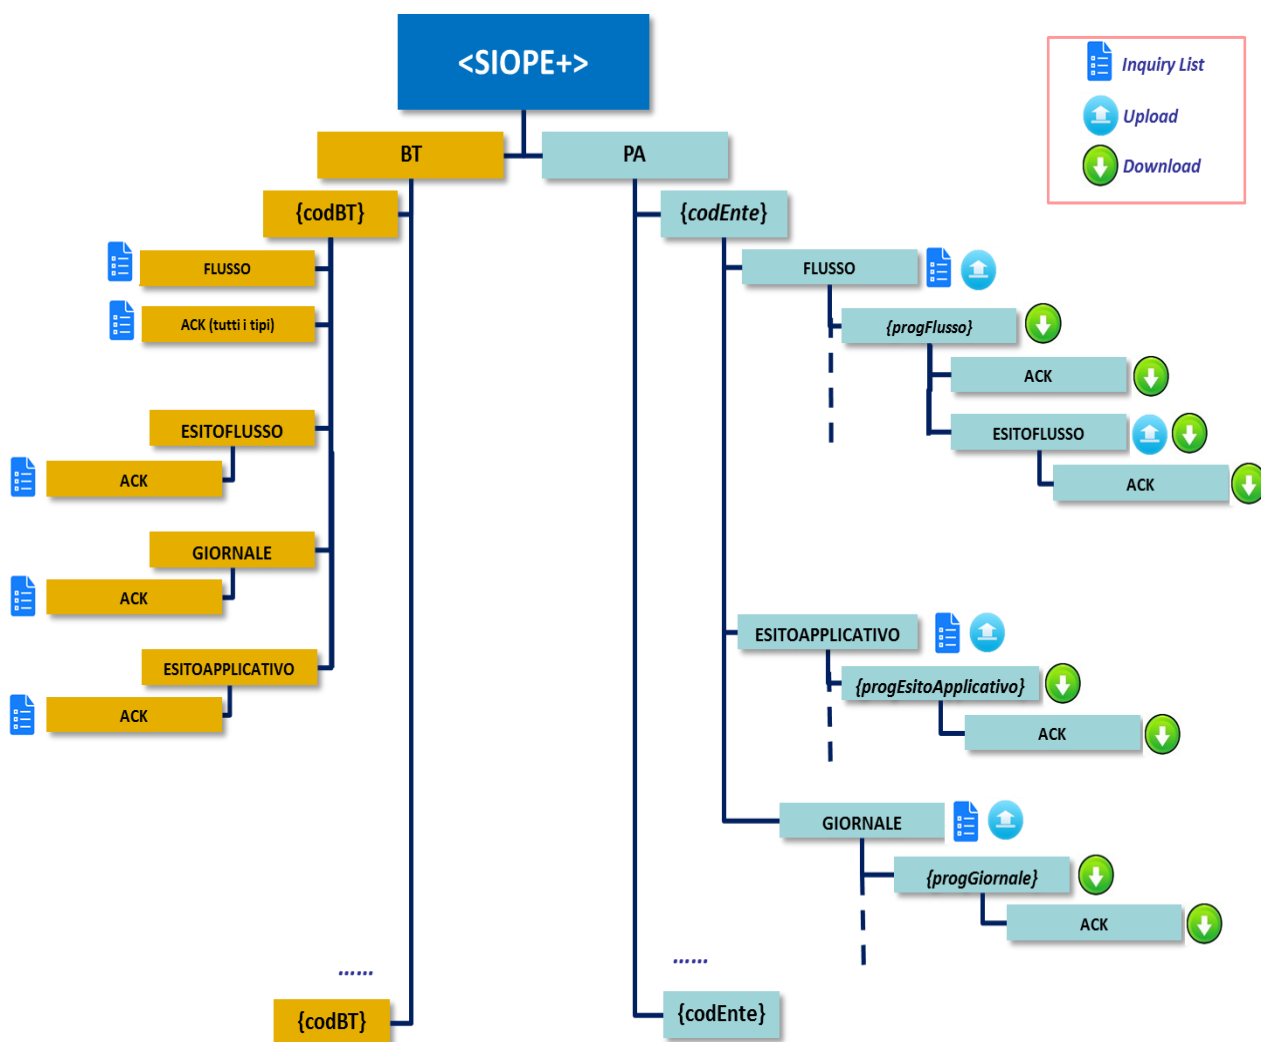 <SIOPE+>
Inquiry List
Upload
Download
BT
PA
{codBT}
{codEnte}
FLUSSO
ACK (tutti i tipi)
ESITOFLUSSO
ACK
GIORNALE
ACK
ESITOAPPLICATIVO
ACK
......
{codBT}
FLUSSO
{progFlusso}
ACK
ESITOFLUSSO
ACK
ESITOAPPLICATIVO
{progEsitoApplicativo}
ACK
GIORNALE
{progGiornale}
ACK
......
{codEnte}